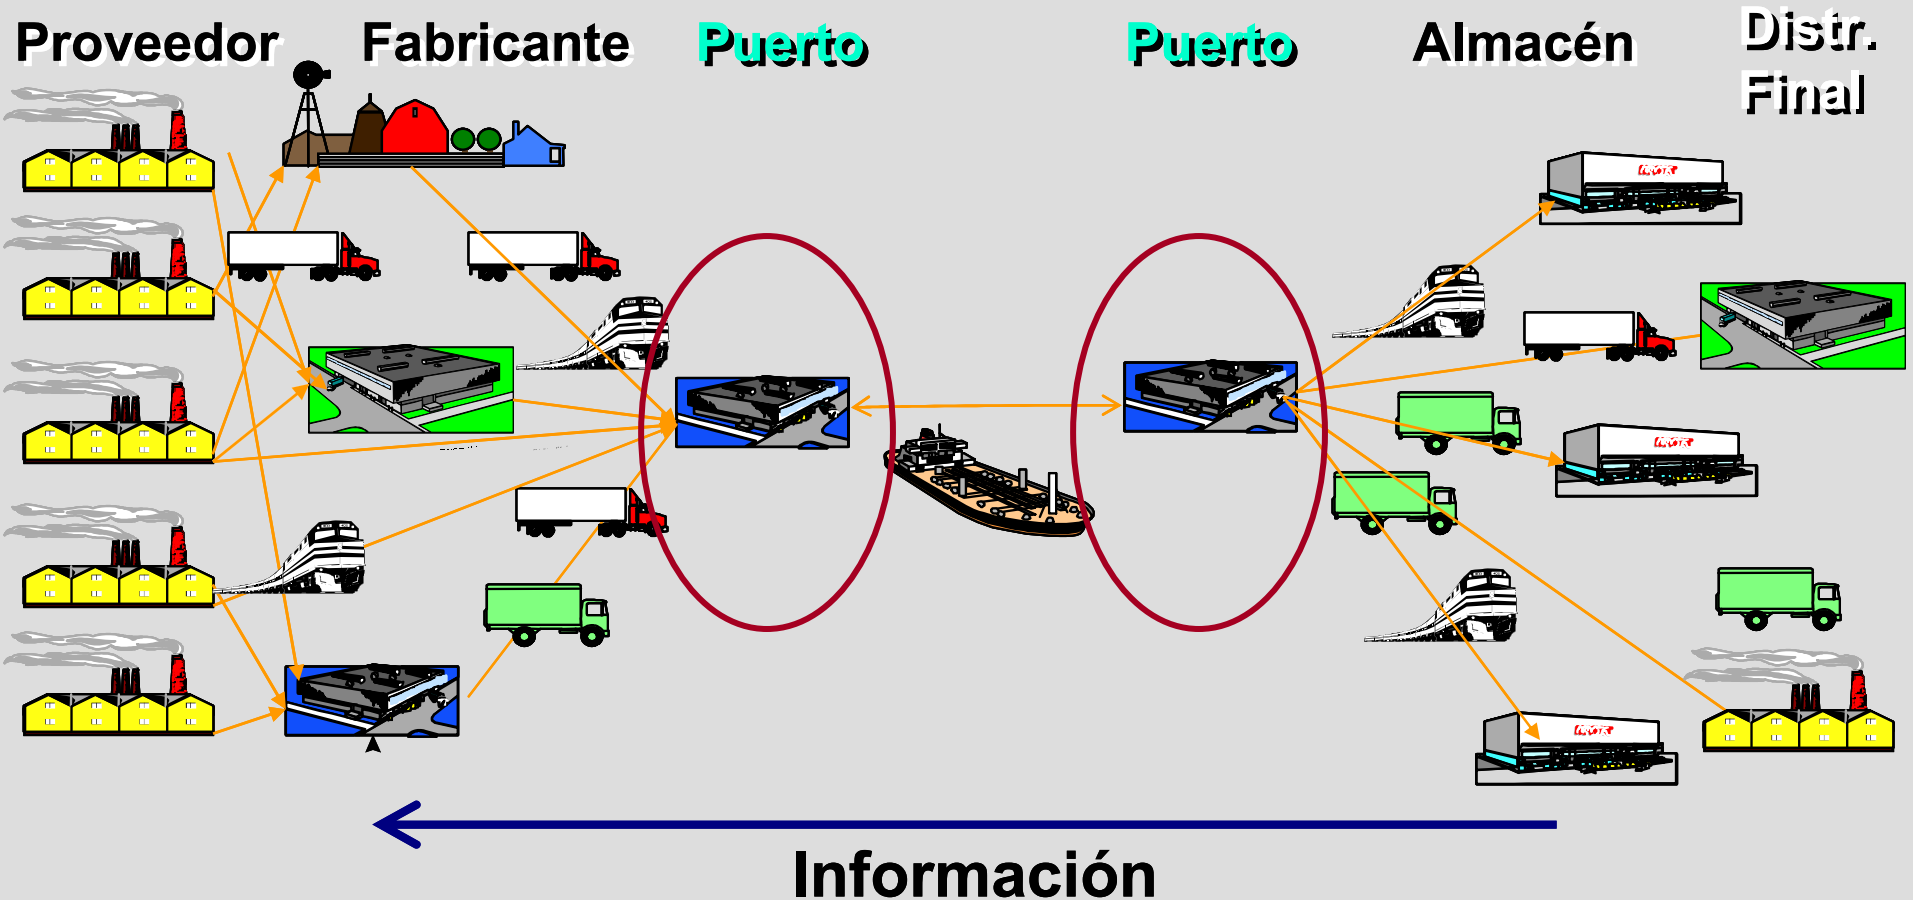 Proveedor Fabricante Puerto Puerto Almacén Distr.
Final
Información